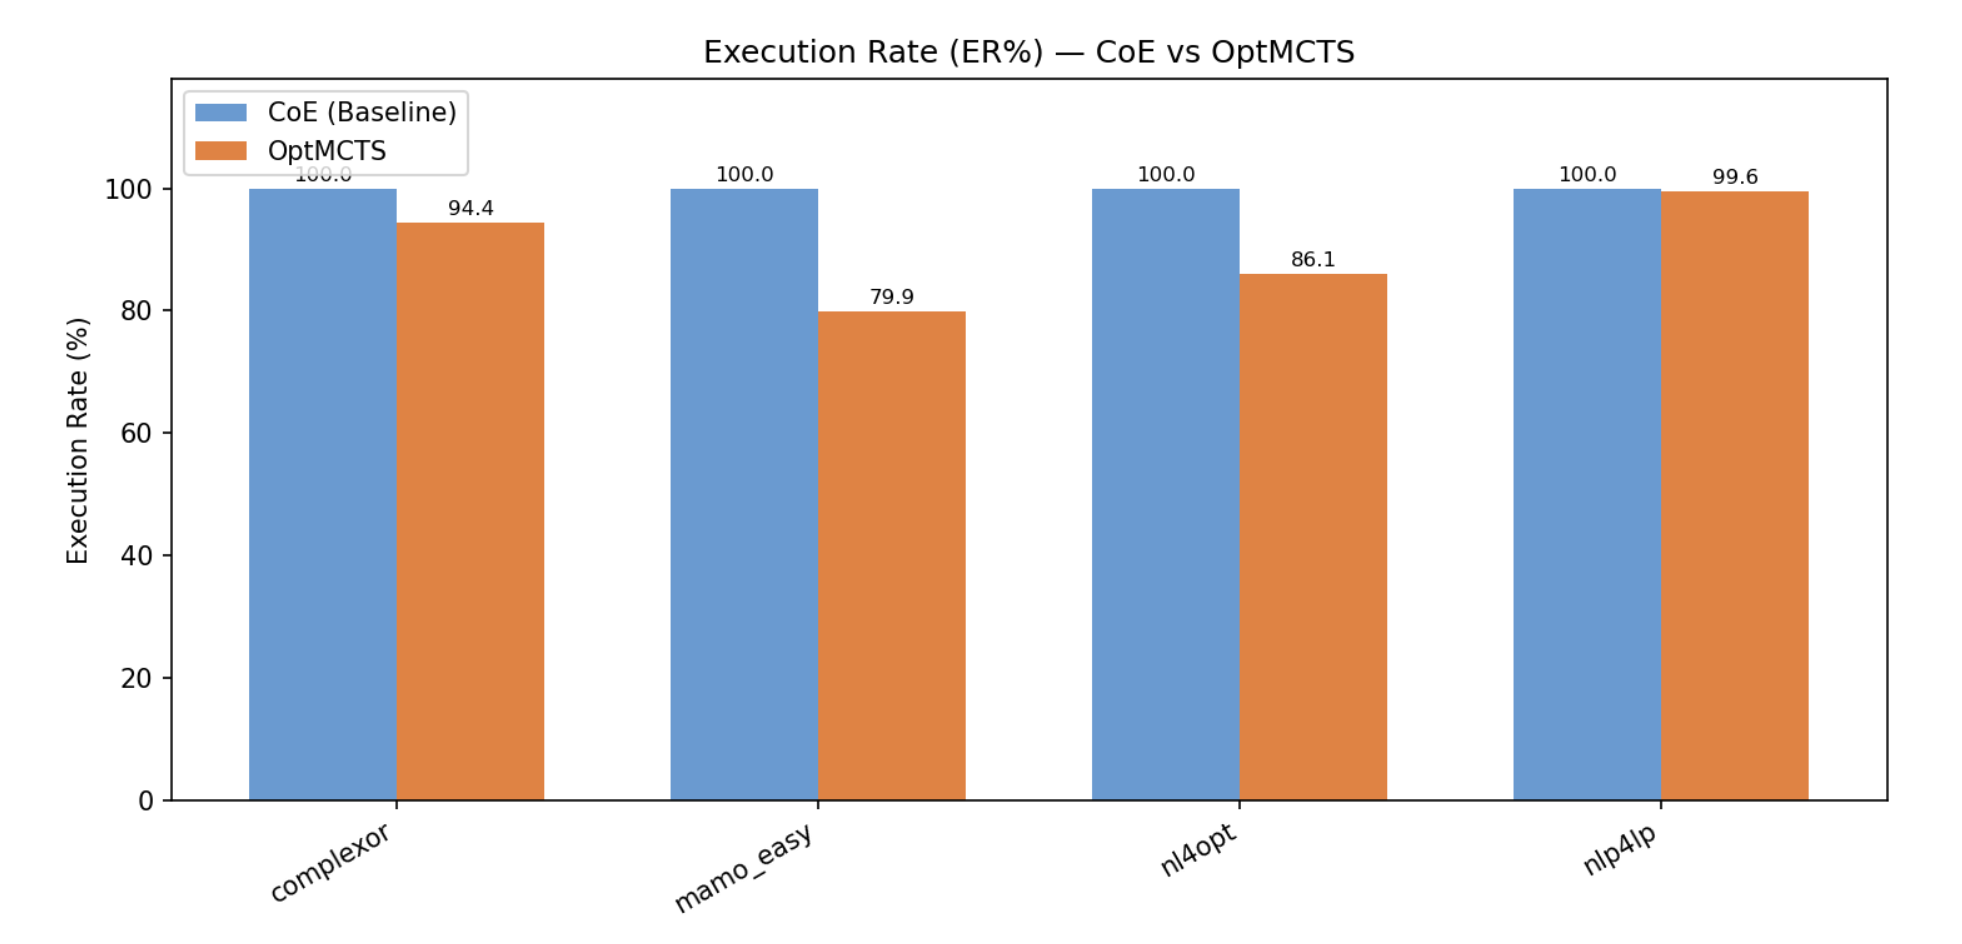 Execution Rate (ER%) — CoE vs OptMCTS
CoE (Baseline)
OptMCTS
Execution Rate (%)
100
80
60
40
20
0
100.0
94.4
100.0
79.9
100.0
86.1
100.0
99.6
complexor
mamo_easy
nl4opt
nlp4lp